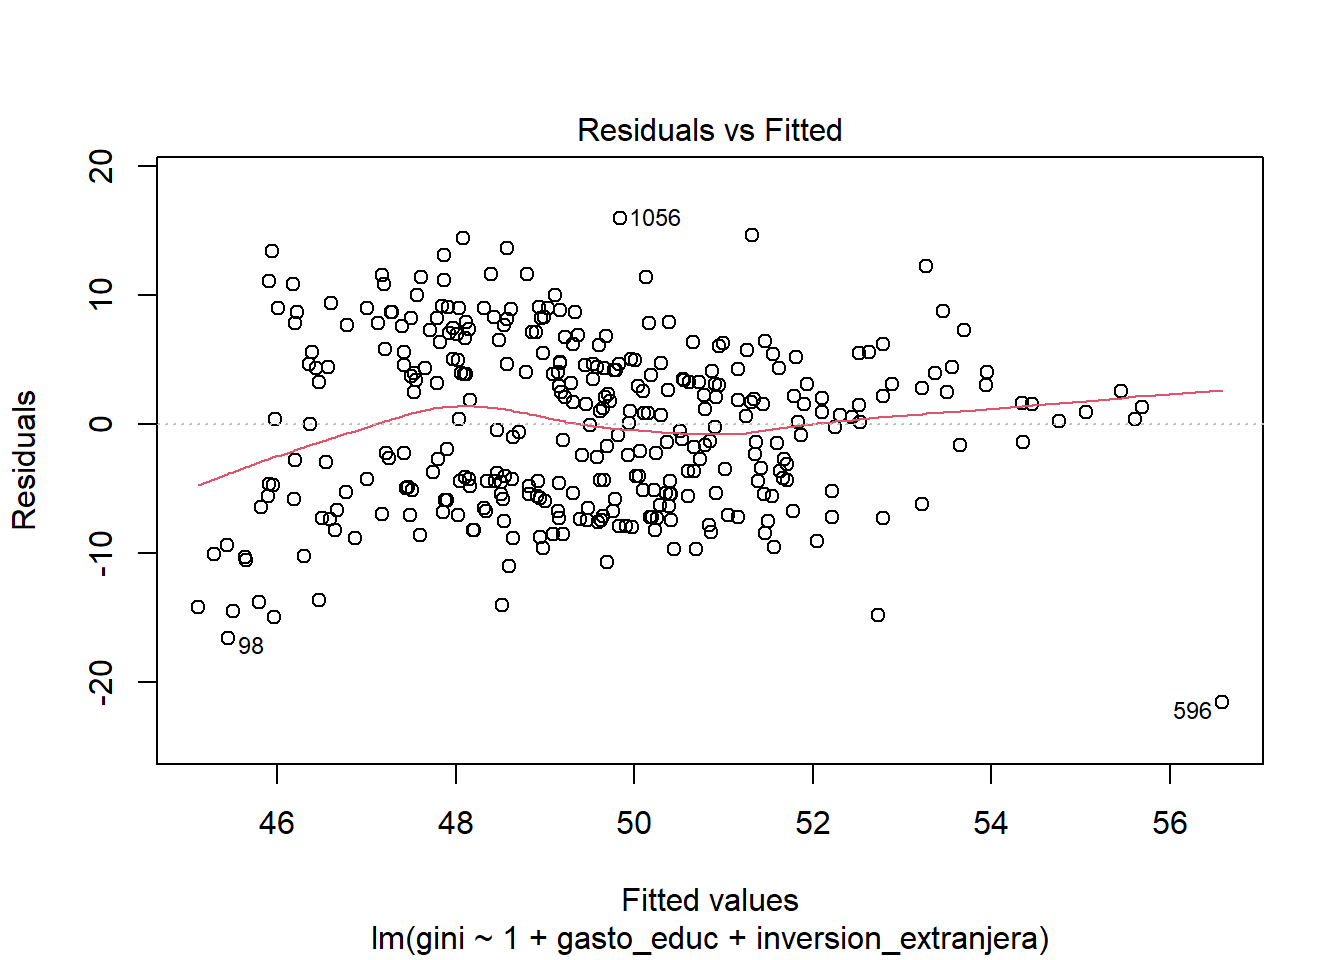 Residuals vs Fitted
20
10
0
-10
-20
Residuals
1056
98
596
46 48 50 52 54 56
Fitted values
lm(gini ~ 1 + gasto_educ + inversion_extranjera)